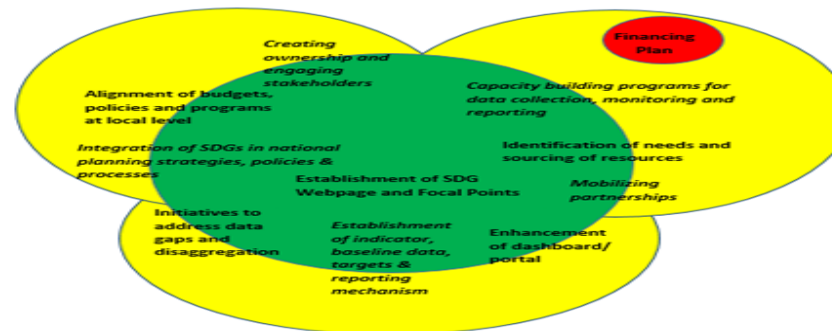 Creating
ownership and
engaging
stakeholders
Financing
Plan
Alignment of budgets,
policies and programs
at local level
Capacity building programs for
data collection, monitoring and
reporting
Integration of SDGs in national
planning strategies, policies &
processes
Identification of needs and
sourcing of resources
Establishment of SDG
Webpage and Focal Points
Mobilizing
partnerships
Initiatives to
address data
gaps and
disaggregation
Establishment
of indicator,
baseline data,
targets &
reporting
mechanism
Enhancement
of dashboard/
portal